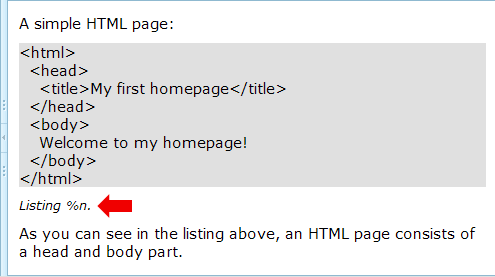 A simple HTML page:
<html>
  <head>
    <title>My first homepage</title>
  </head>
  <body>
    Welcome to my homepage!
  </body>
</html>
Listing %n.
As you can see in the listing above, an HTML page consists of
a head and body part.